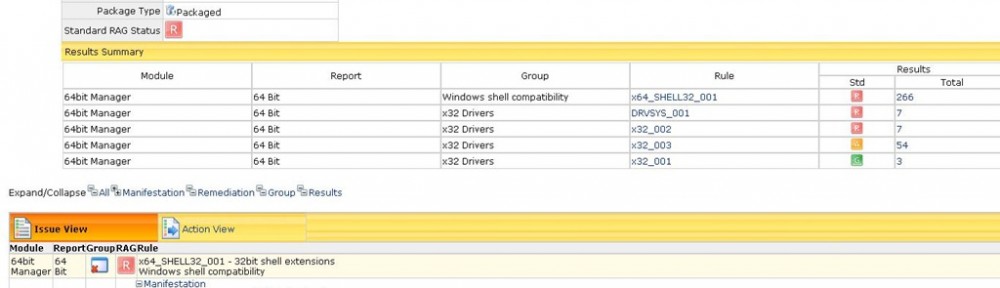 Package Type Packaged
Standard RAG Status R
Results Summary
Module Report Group Rule Results
Std Total
64bit Manager 64 Bit Windows shell compatibility x64_SHELL32_001 R 266
64bit Manager 64 Bit x32 Drivers DRVSYS_001 R 7
64bit Manager 64 Bit x32 Drivers x32_002 R 7
64bit Manager 64 Bit x32 Drivers x32_003 54
64bit Manager 64 Bit x32 Drivers x32_001 G 3
Expand/Collapse All Manifestation Remediation Group Results
Issue View Action View
Module Report Group RAG Rule
64bit 64 R x64_SHELL32_001 - 32bit shell extensions
Manager Bit Windows shell compatibility
Manifestation